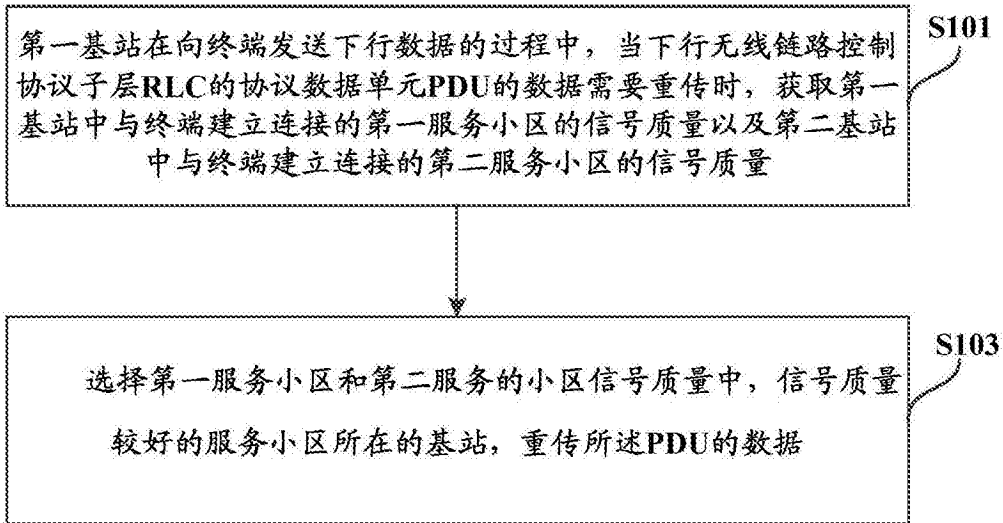 S101
第一基站在向终端发送下行数据的过程中，当下行无线链路控制
协议子层RLC的协议数据单元PDU的数据需要重传时，获取第一
基站中与终端建立连接的第一服务小区的信号质量以及第二基站
中与终端建立连接的第二服务小区的信号质量
S103
选择第一服务小区和第二服务的小区信号质量中，信号质量
较好的服务小区所在的基站，重传所述PDU的数据